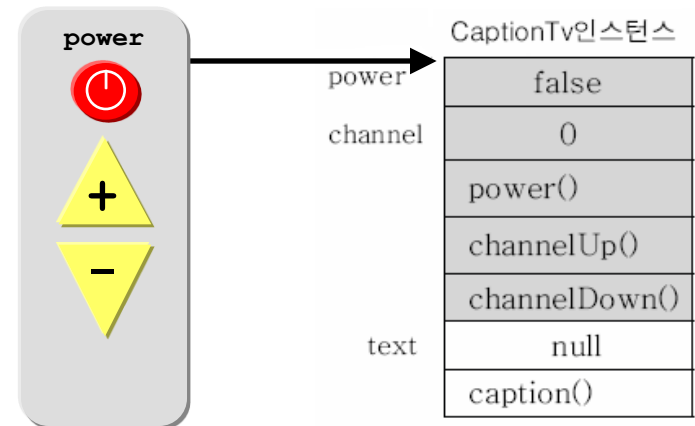 power
+
-
CaptionTv인스턴스
power false
channel 0
power()
channelUp()
channelDown()
text null
caption()